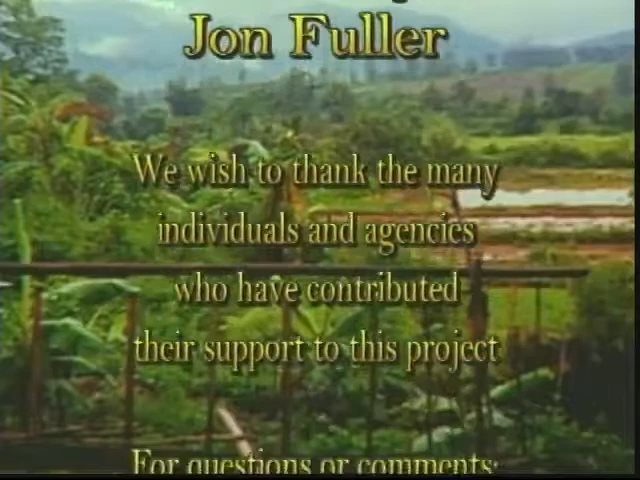 Jon Fuller
We wish to thank the many
individuals and agencies
who have contributed
their support to this project
For questions or comments: